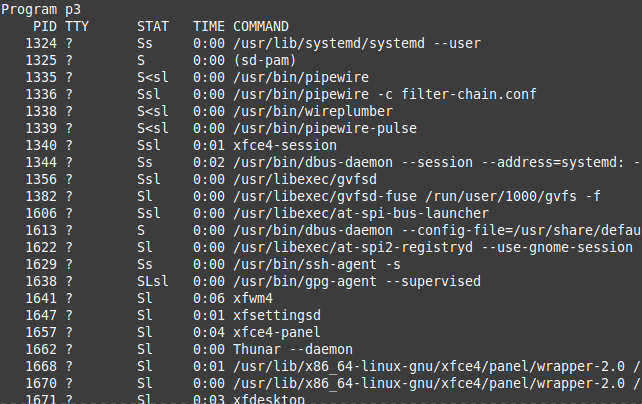 Program p3
PID TTY STAT TIME COMMAND
1324 ? Ss 0:00 /usr/lib/systemd/systemd --user
1325 ? S 0:00 (sd-pam)
1335 ? S<sl 0:00 /usr/bin/pipewire
1336 ? Ssl 0:00 /usr/bin/pipewire -c filter-chain.conf
1338 ? S<sl 0:00 /usr/bin/wireplumber
1339 ? S<sl 0:00 /usr/bin/pipewire-pulse
1340 ? Ssl 0:01 xfce4-session
1344 ? Ss 0:02 /usr/bin/dbus-daemon --session --address=systemd: -
1356 ? Ssl 0:00 /usr/libexec/gvfsd
1382 ? Sl 0:00 /usr/libexec/gvfsd-fuse /run/user/1000/gvfs -f
1606 ? Ssl 0:00 /usr/libexec/at-spi-bus-launcher
1613 ? S 0:00 /usr/bin/dbus-daemon --config-file=/usr/share/defau
1622 ? Sl 0:00 /usr/libexec/at-spi2-registryd --use-gnome-session
1629 ? Ss 0:00 /usr/bin/ssh-agent -s
1638 ? SLsl 0:00 /usr/bin/gpg-agent --supervised
1641 ? Sl 0:06 xfwm4
1647 ? Sl 0:01 xfsettingsd
1657 ? Sl 0:04 xfce4-panel
1662 ? Sl 0:00 Thunar --daemon
1668 ? Sl 0:01 /usr/lib/x86_64-linux-gnu/xfce4/panel/wrapper-2.0 /
1670 ? Sl 0:00 /usr/lib/x86_64-linux-gnu/xfce4/panel/wrapper-2.0 /
1671 ? Sl 0:03 xfdesktop